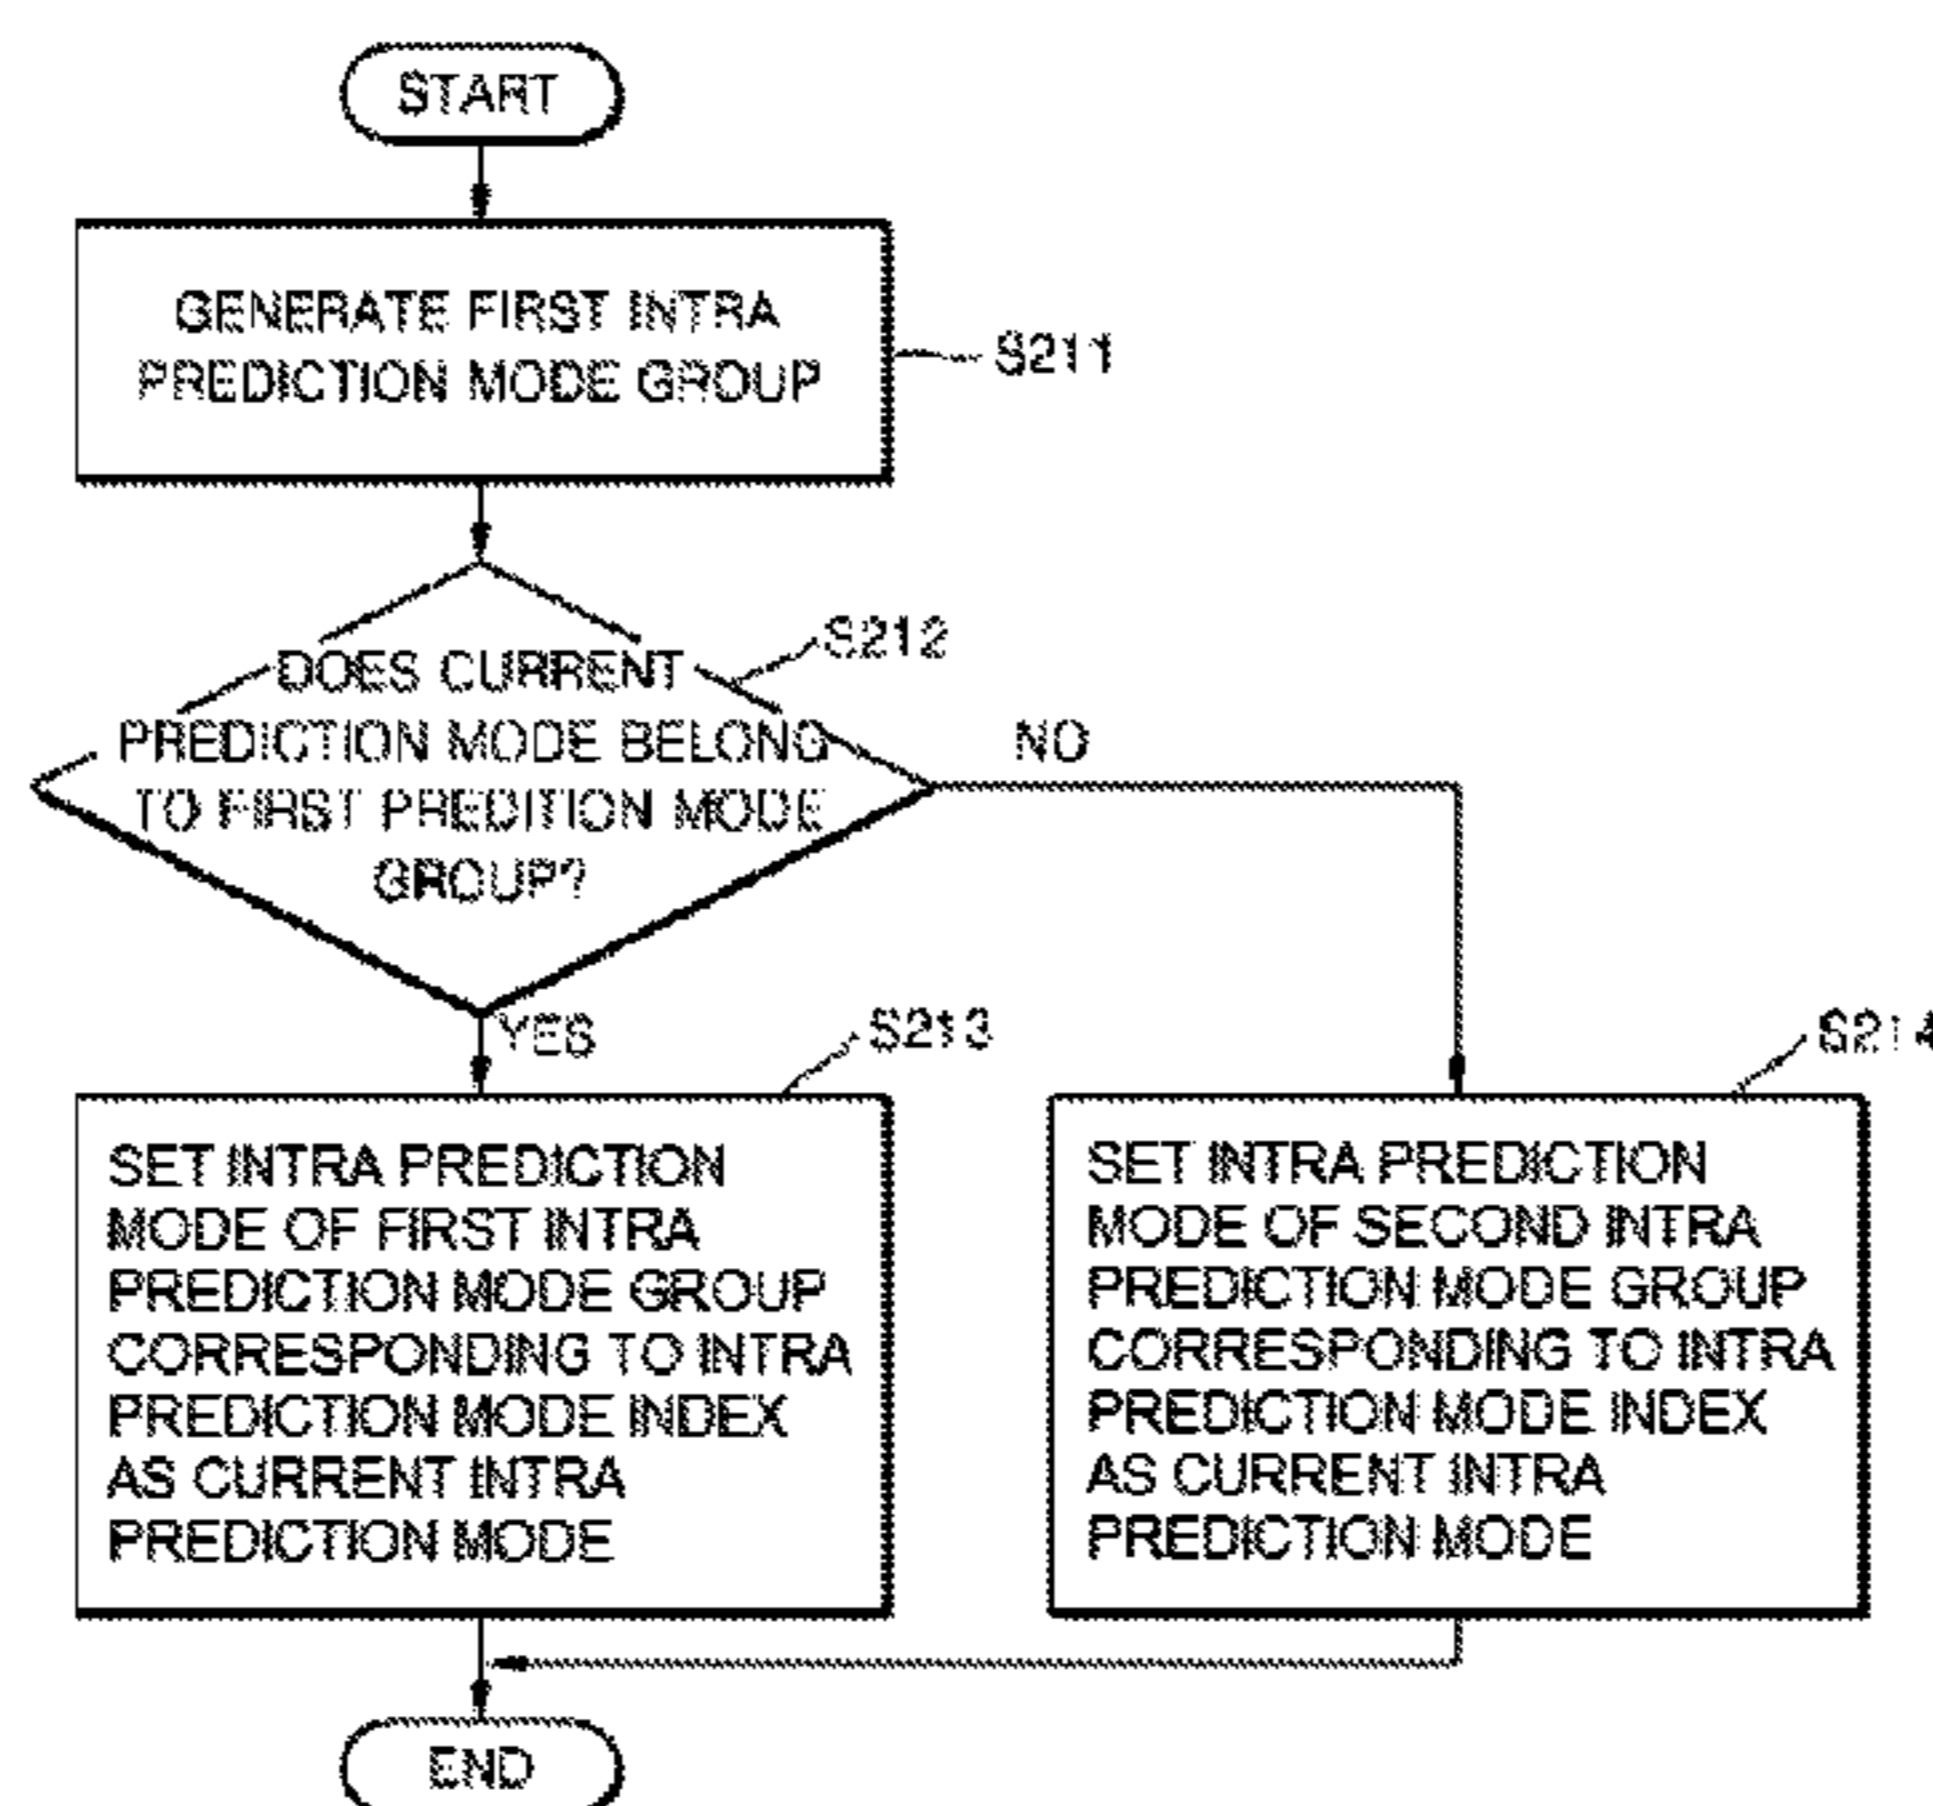 START
GENERATE FIRST INTRA
PREDICTION MODE GROUP
S211
DOES CURRENT
PREDICTION MODE BELONG
TO FIRST PREDITION MODE
GROUP?
S212
NO
YES
S213
SET INTRA PREDICTION
MODE OF FIRST INTRA
PREDICTION MODE GROUP
CORRESPONDING TO INTRA
PREDICTION MODE INDEX
AS CURRENT INTRA
PREDICTION MODE
S214
SET INTRA PREDICTION
MODE OF SECOND INTRA
PREDICTION MODE GROUP
CORRESPONDING TO INTRA
PREDICTION MODE INDEX
AS CURRENT INTRA
PREDICTION MODE
END